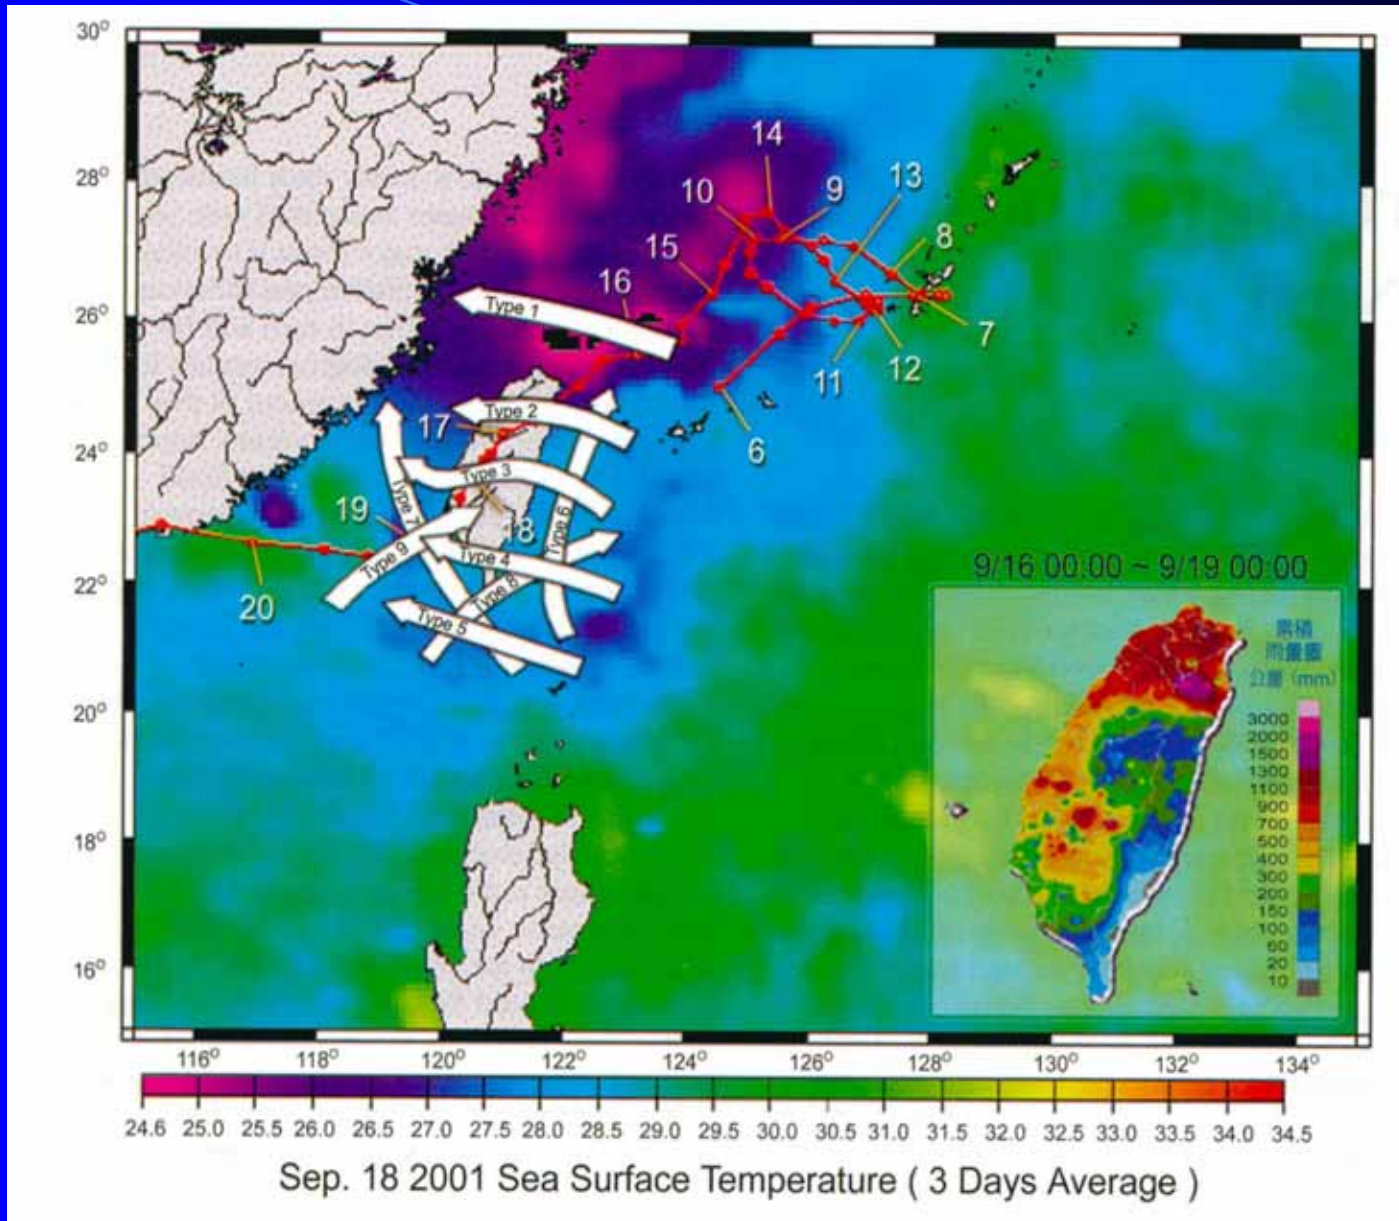 30°
28°
26°
24°
22°
20°
18°
16°
14
10
9
13
15
8
16
7
11
12
6
17
19
18
20
Type 1
Type 2
Type 3
Type 7
Type 6
Type 9
Type 4
Type 8
Type 5
9/16 00:00 ~ 9/19 00:00
累積
雨量圖
公厘 (mm)
3000
2000
1500
1300
1100
900
700
500
400
300
200
150
100
60
20
10
116° 118° 120° 122° 124° 126° 128° 130° 132° 134°
24.6 25.0 25.5 26.0 26.5 27.0 27.5 28.0 28.5 29.0 29.5 30.0 30.5 31.0 31.5 32.0 32.5 33.0 33.5 34.0 34.5
Sep. 18 2001 Sea Surface Temperature ( 3 Days Average )